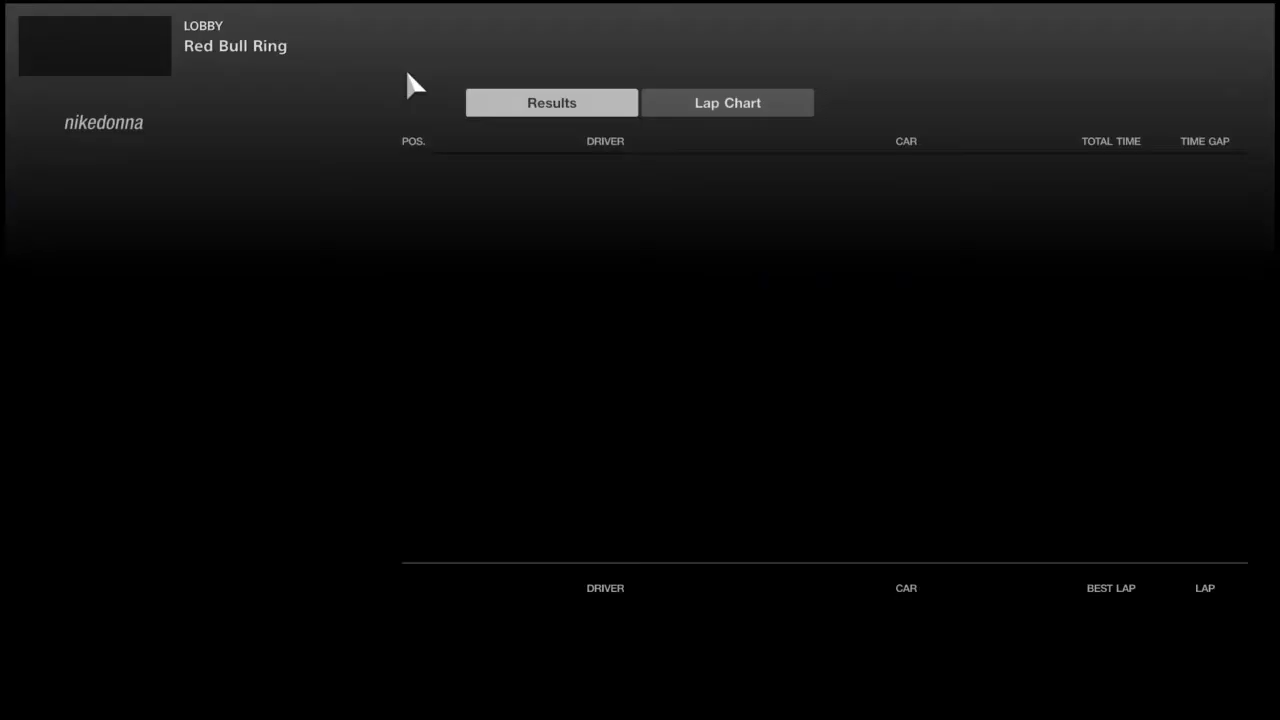 LOBBY
Red Bull Ring
nikedonna
Results Lap Chart
POS. DRIVER CAR TOTAL TIME TIME GAP
DRIVER CAR BEST LAP LAP